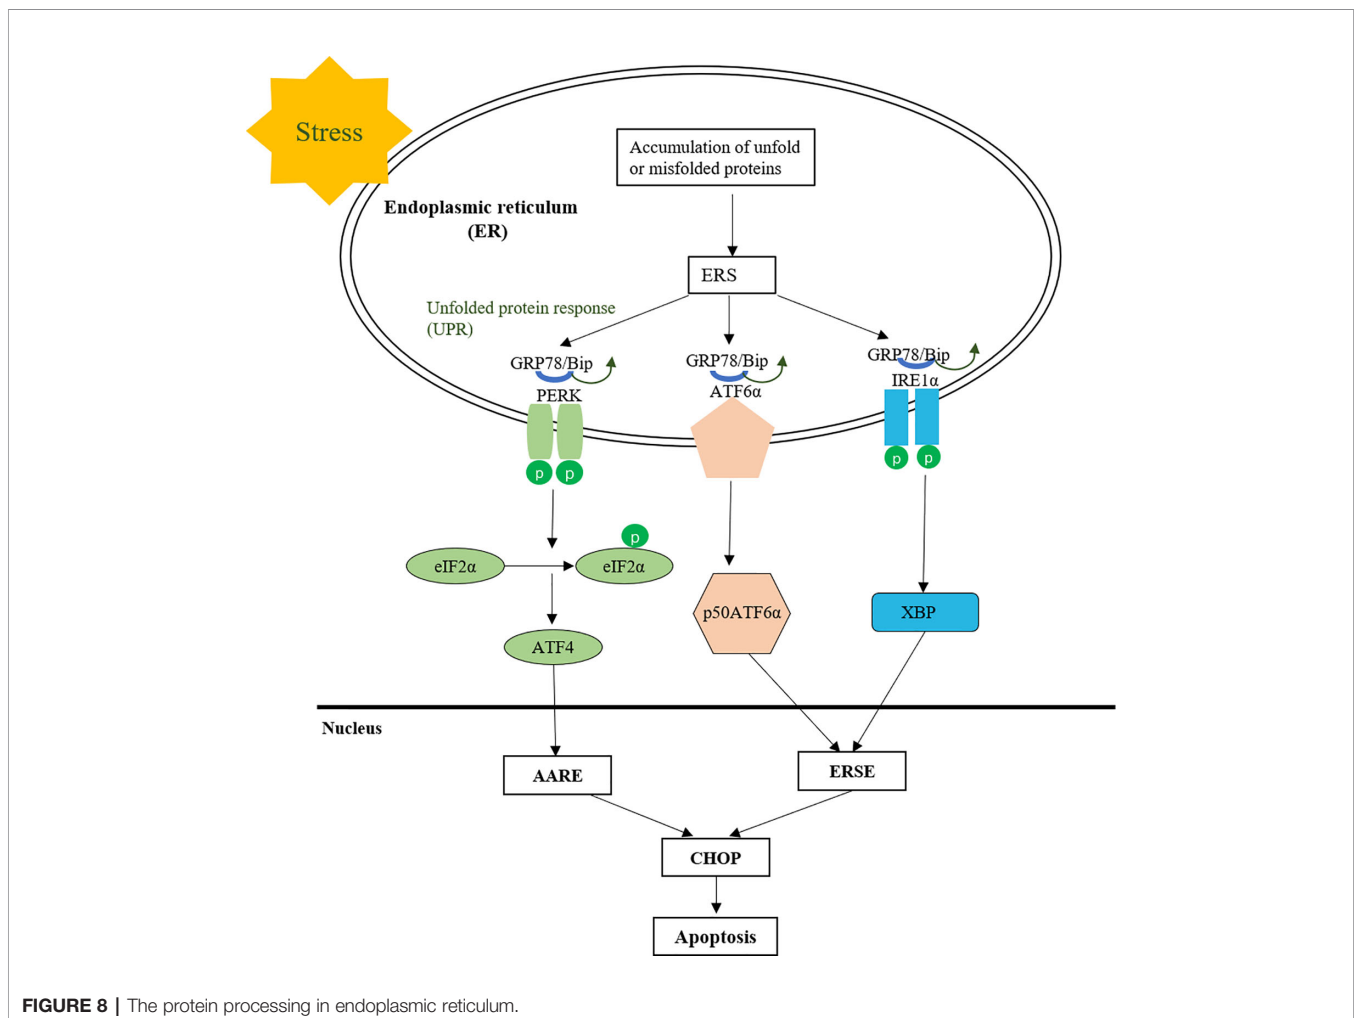 Stress
Accumulation of unfold
or misfolded proteins
Endoplasmic reticulum
(ER)
ERS
Unfolded protein response
(UPR)
GRP78/Bip
GRP78/Bip
GRP78/Bip
PERK
ATF6α
IRE1α
p
p
p
p
p
eIF2α
eIF2α
p50ATF6α
XBP
ATF4
Nucleus
AARE
ERSE
CHOP
Apoptosis
FIGURE 8 | The protein processing in endoplasmic reticulum.